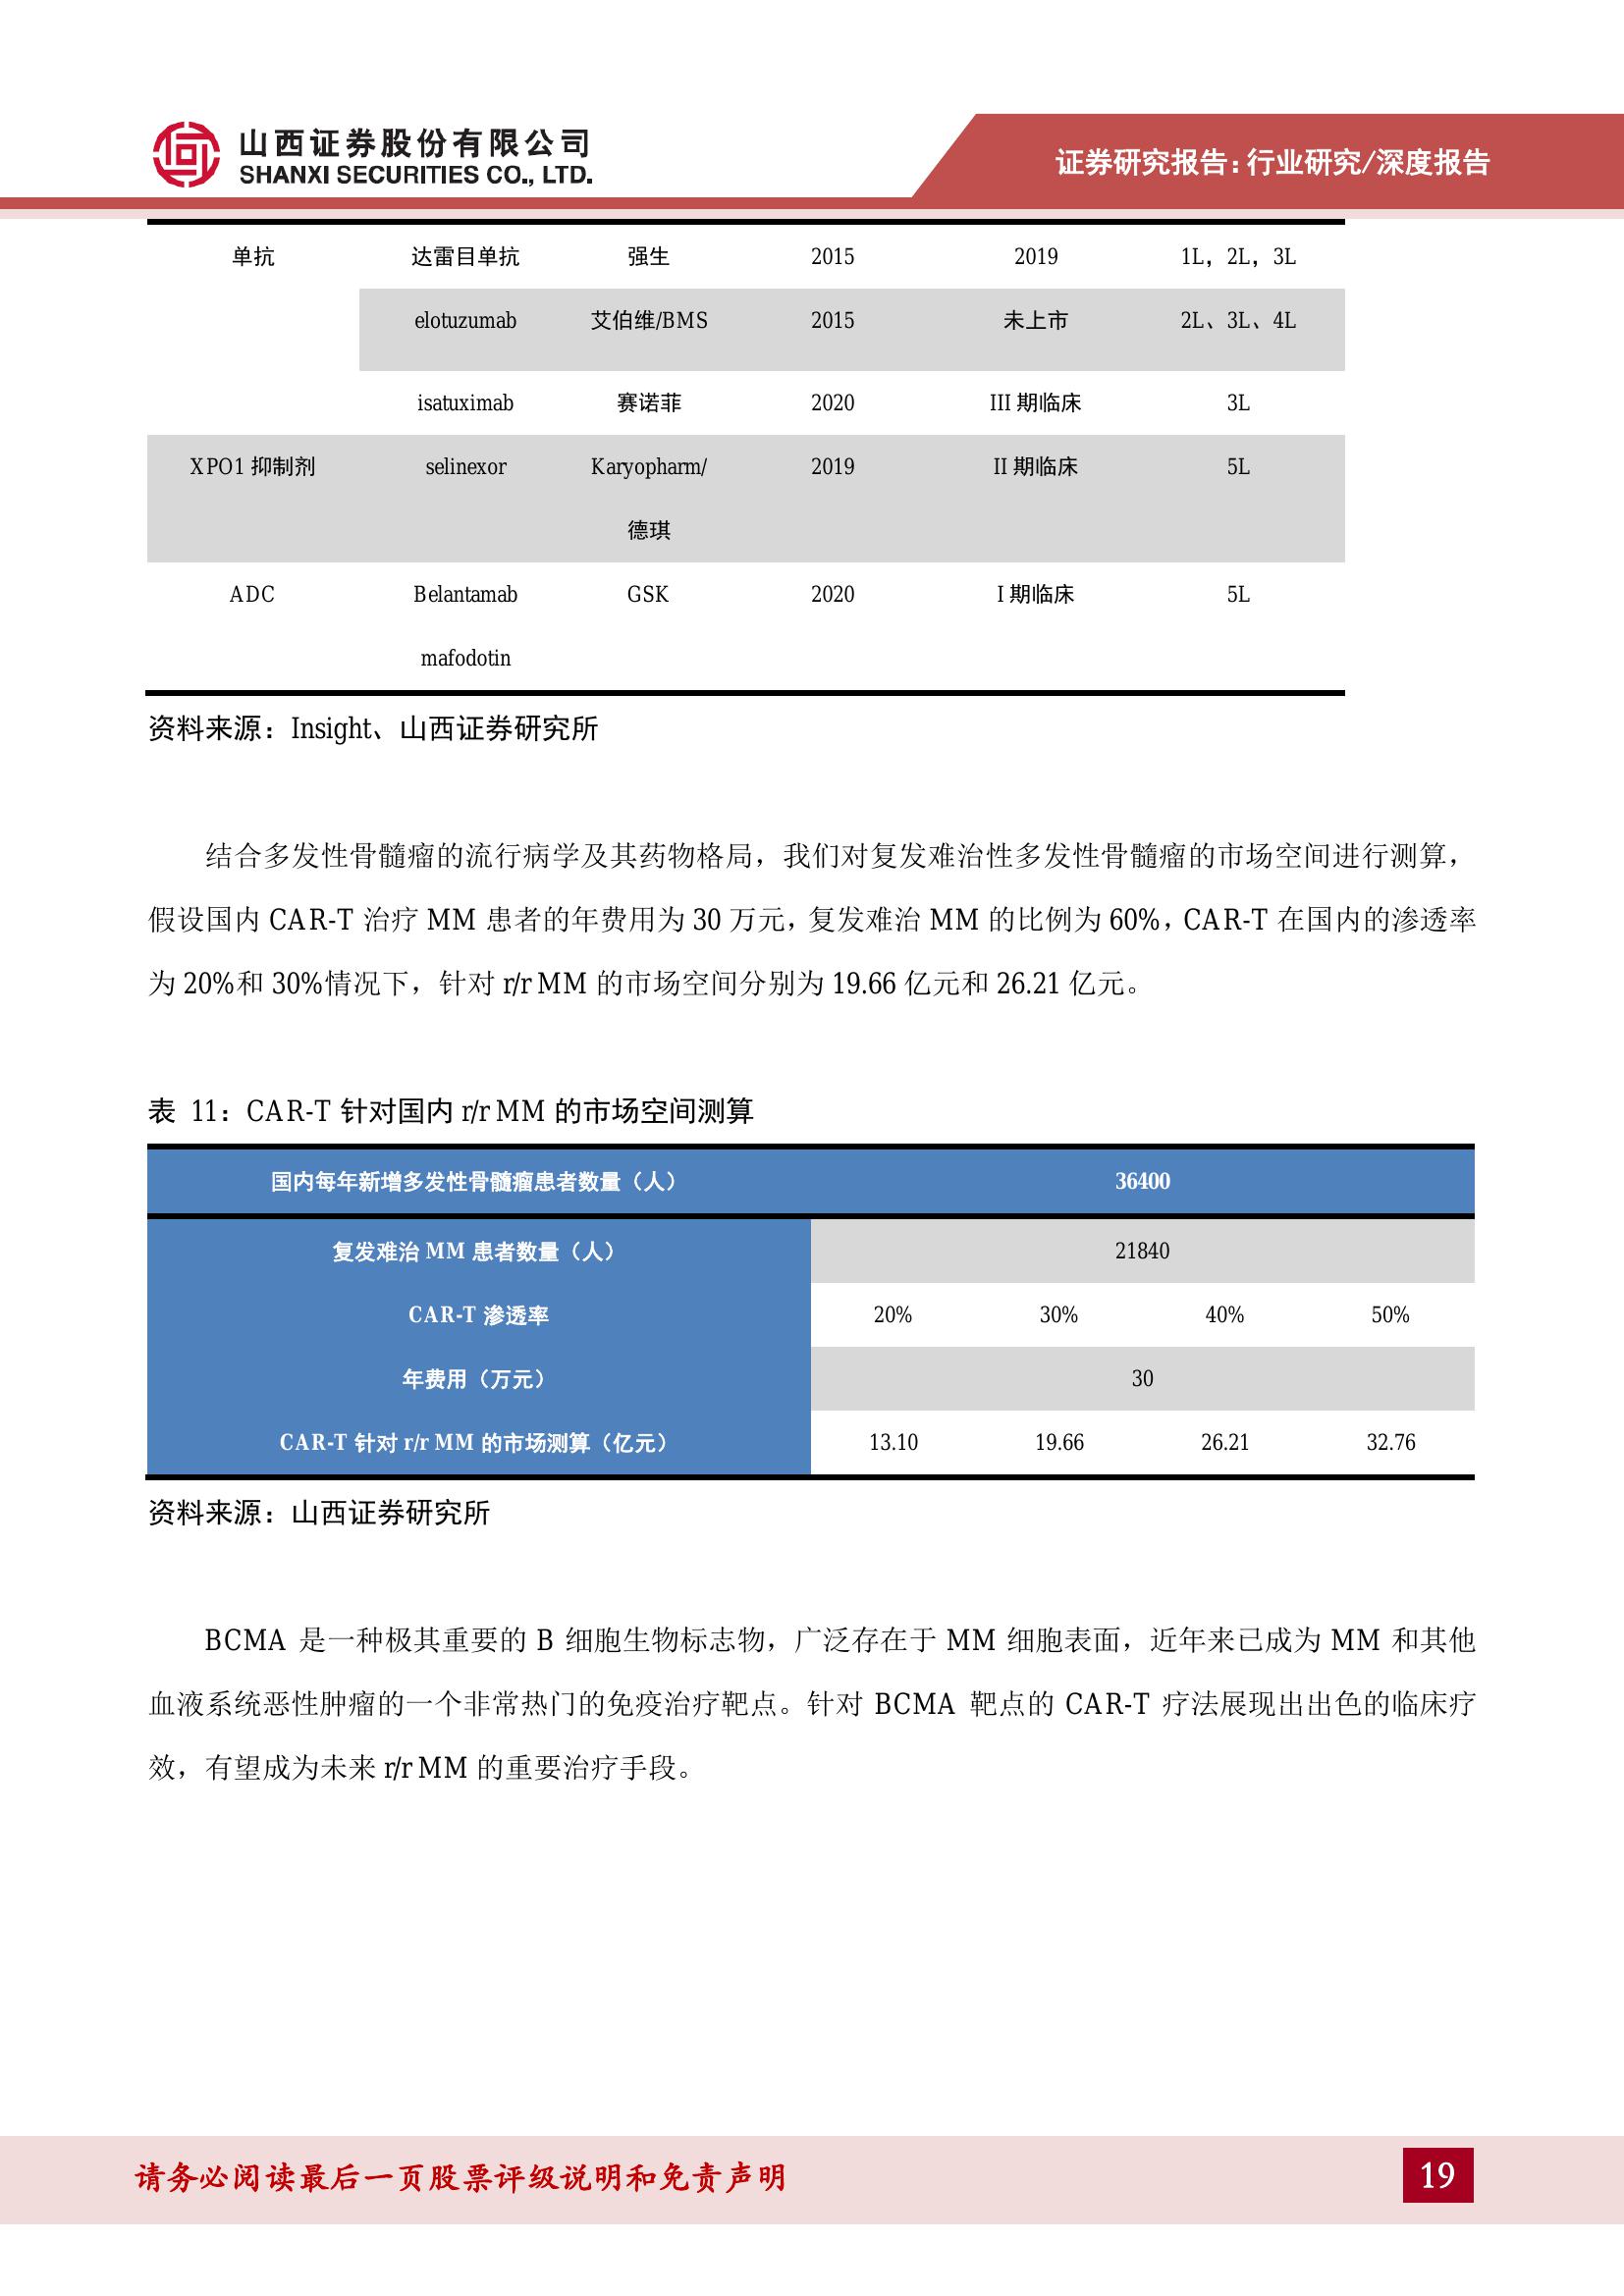 山西证券股份有限公司
SHANXI SECURITIES CO., LTD.
证券研究报告：行业研究/深度报告
单抗 达雷目单抗 强生 2015 2019 1L，2L，3L
elotuzumab 艾伯维/BMS 2015 未上市 2L、3L、4L
isatuximab 赛诺菲 2020 III 期临床 3L
XPO1 抑制剂 selinexor Karyopharm/ 2019 II 期临床 5L
德琪
ADC Belantamab GSK 2020 I 期临床 5L
mafodotin
资料来源：Insight、山西证券研究所
结合多发性骨髓瘤的流行病学及其药物格局，我们对复发难治性多发性骨髓瘤的市场空间进行测算，
假设国内 CAR-T 治疗 MM 患者的年费用为 30 万元，复发难治 MM 的比例为 60%，CAR-T 在国内的渗透率
为 20%和 30%情况下，针对 r/r MM 的市场空间分别为 19.66 亿元和 26.21 亿元。
表 11：CAR-T 针对国内 r/r MM 的市场空间测算
国内每年新增多发性骨髓瘤患者数量（人） 36400
复发难治 MM 患者数量（人） 21840
CAR-T 渗透率 20% 30% 40% 50%
年费用（万元） 30
CAR-T 针对 r/r MM 的市场测算（亿元） 13.10 19.66 26.21 32.76
资料来源：山西证券研究所
BCMA 是一种极其重要的 B 细胞生物标志物，广泛存在于 MM 细胞表面，近年来已成为 MM 和其他
血液系统恶性肿瘤的一个非常热门的免疫治疗靶点。针对 BCMA 靶点的 CAR-T 疗法展现出出色的临床疗
效，有望成为未来 r/r MM 的重要治疗手段。
请务必阅读最后一页股票评级说明和免责声明
19